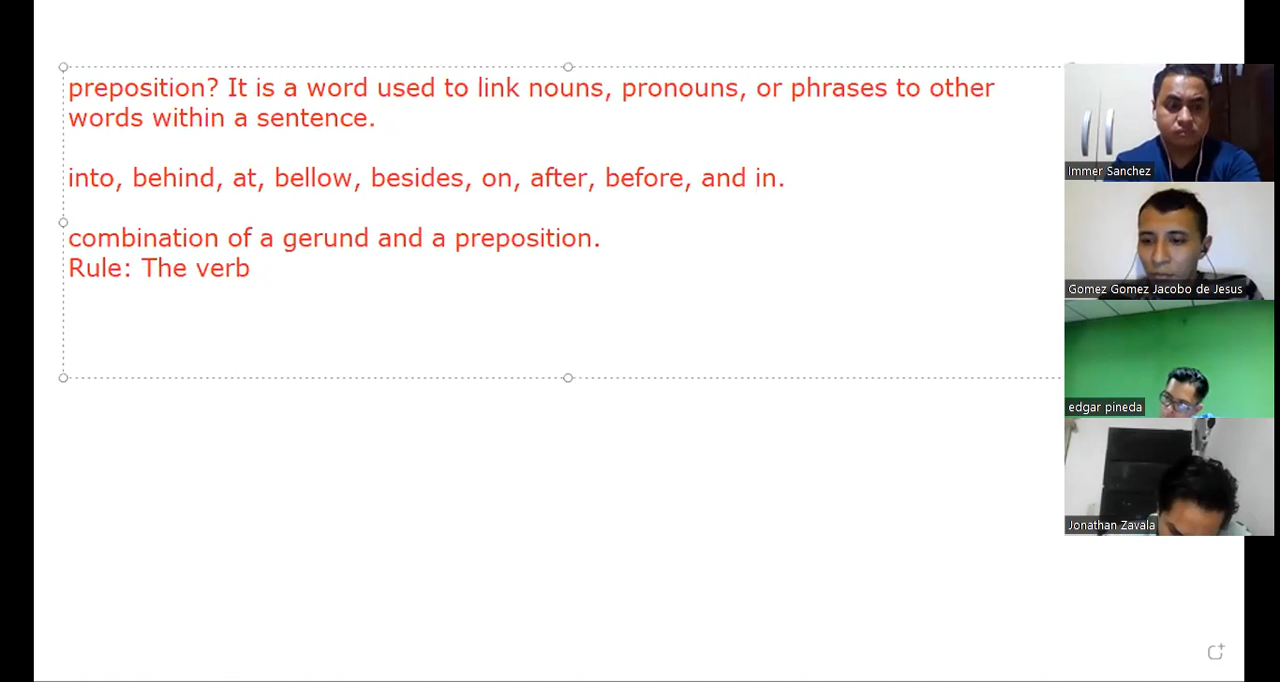 preposition? It is a word used to link nouns, pronouns, or phrases to other
words within a sentence.
into, behind, at, bellow, besides, on, after, before, and in.
combination of a gerund and a preposition.
Rule: The verb
Immer Sanchez
Gomez Gomez Jacobo de Jesus
edgar pineda
Jonathan Zavala